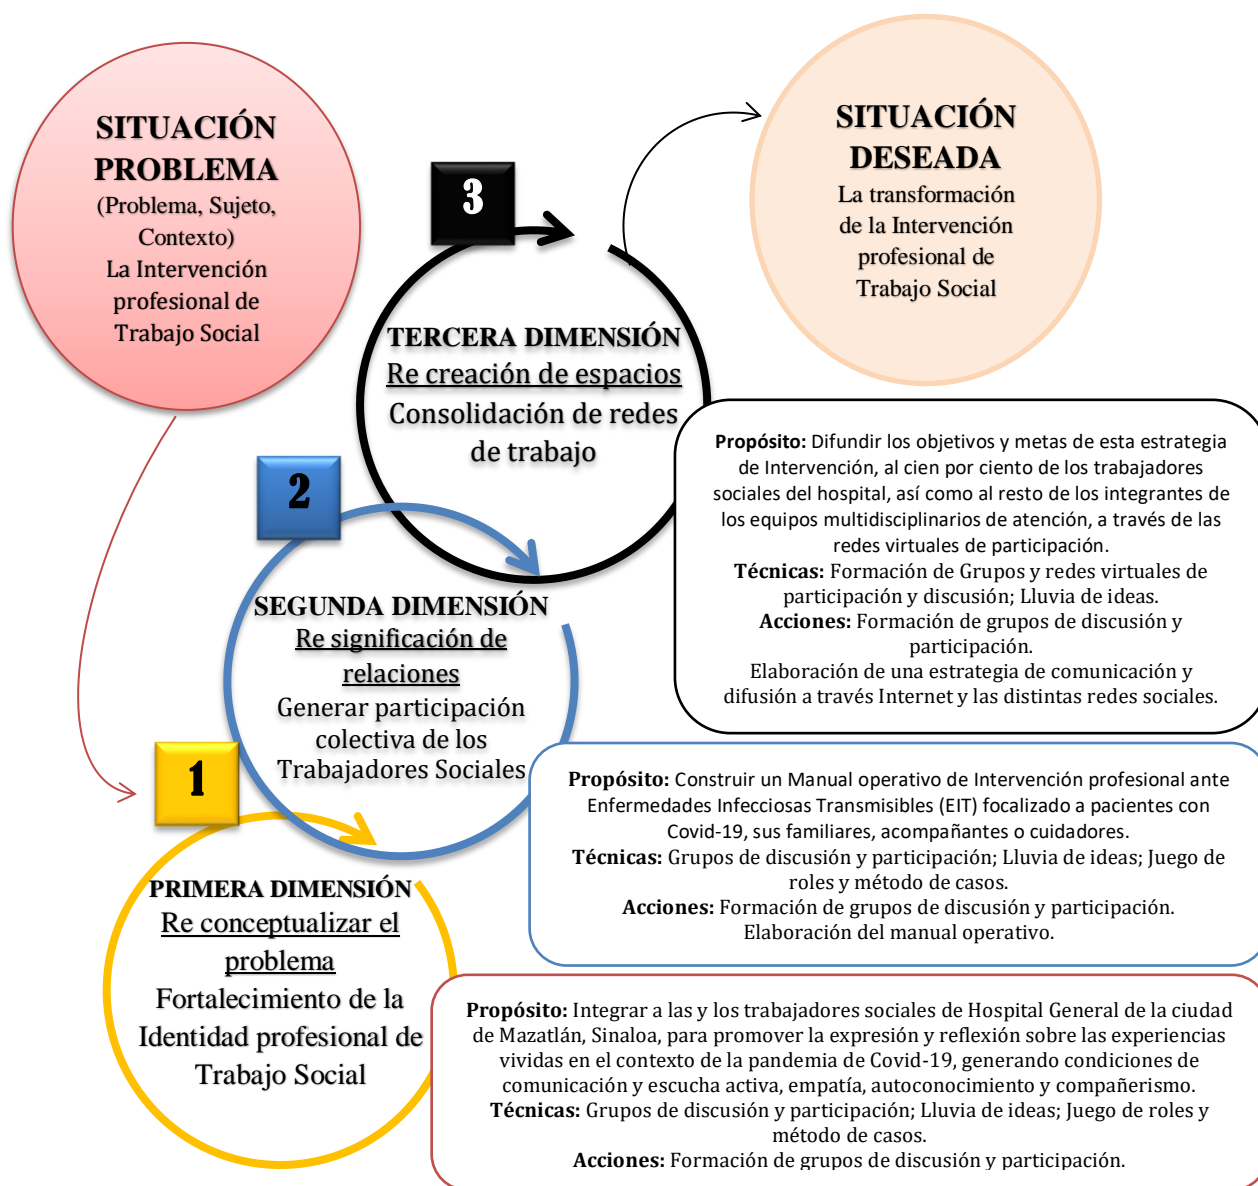 SITUACIÓN
PROBLEMA
(Problema, Sujeto,
Contexto)
La Intervención
profesional de
Trabajo Social
SITUACIÓN
DESEADA
La transformación
de la Intervención
profesional de
Trabajo Social
3
TERCERA DIMENSIÓN
Re creación de espacios
Consolidación de redes
de trabajo
Propósito: Difundir los objetivos y metas de esta estrategia
de Intervención, al cien por ciento de los trabajadores
sociales del hospital, así como al resto de los integrantes de
los equipos multidisciplinarios de atención, a través de las
redes virtuales de participación.
Técnicas: Formación de Grupos y redes virtuales de
participación y discusión; Lluvia de ideas.
Acciones: Formación de grupos de discusión y
participación.
Elaboración de una estrategia de comunicación y
difusión a través Internet y las distintas redes sociales.
2
SEGUNDA DIMENSIÓN
Re significación de
relaciones
Generar participación
colectiva de los
Trabajadores Sociales
Propósito: Construir un Manual operativo de Intervención profesional ante
Enfermedades Infecciosas Transmisibles (EIT) focalizado a pacientes con
Covid-19, sus familiares, acompañantes o cuidadores.
Técnicas: Grupos de discusión y participación; Lluvia de ideas; Juego de
roles y método de casos.
Acciones: Formación de grupos de discusión y participación.
Elaboración del manual operativo.
1
PRIMERA DIMENSIÓN
Re conceptualizar el
problema
Fortalecimiento de la
Identidad profesional de
Trabajo Social
Propósito: Integrar a las y los trabajadores sociales de Hospital General de la ciudad
de Mazatlán, Sinaloa, para promover la expresión y reflexión sobre las experiencias
vividas en el contexto de la pandemia de Covid-19, generando condiciones de
comunicación y escucha activa, empatía, autoconocimiento y compañerismo.
Técnicas: Grupos de discusión y participación; Lluvia de ideas; Juego de roles y
método de casos.
Acciones: Formación de grupos de discusión y participación.